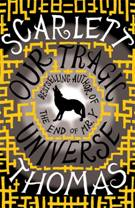 SCARLETT
OUR TRAGIC
BESTSELLING AUTHOR OF
THE END OF MR. Y
UNIVERSE
THOMAS